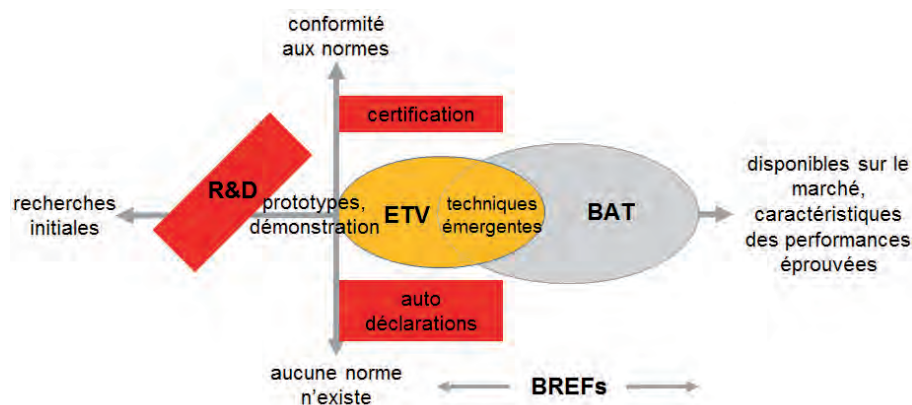 conformité
aux normes
certification
R&D
recherches
initiales
prototypes,
démonstration
ETV
techniques
émergentes
BAT
disponibles sur le
marché,
caractéristiques
des performances
éprouvées
auto
déclarations
aucune norme
n'existe
BREFs